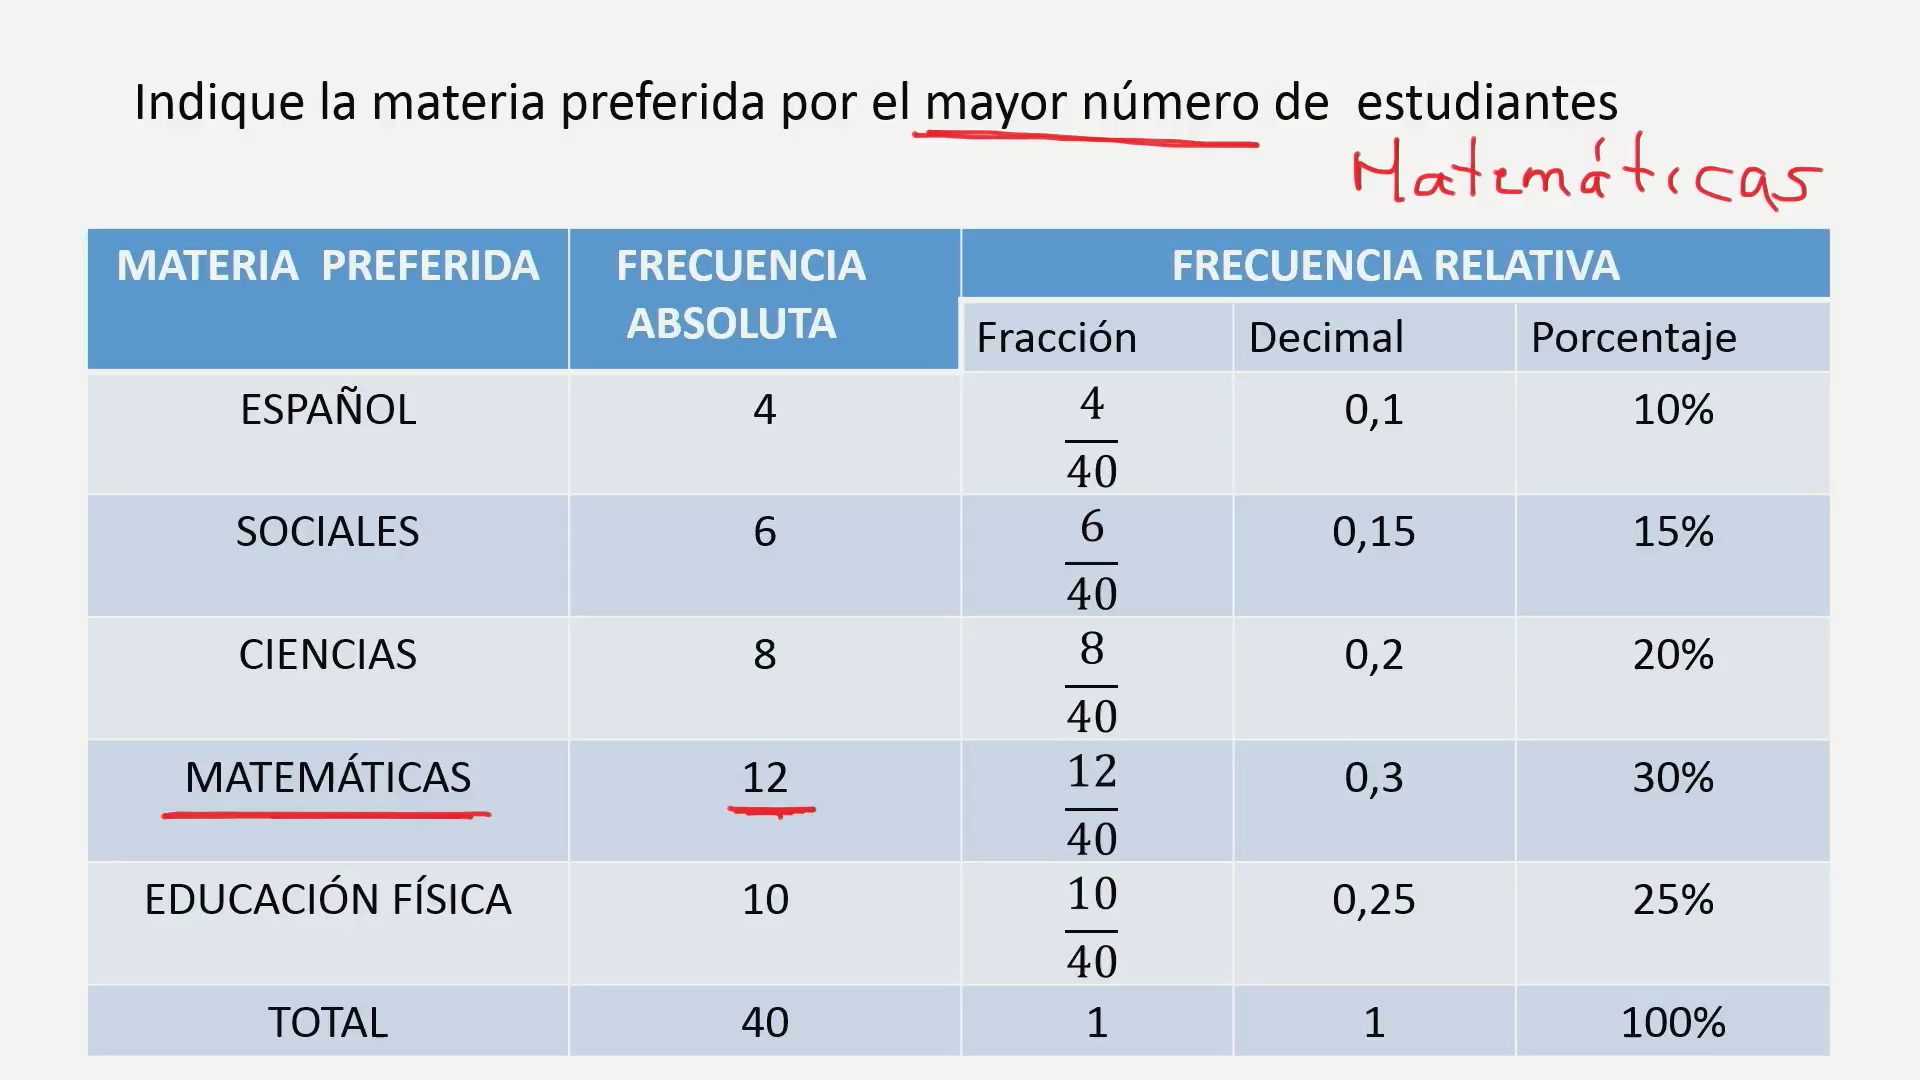 Indique la materia preferida por el mayor número de estudiantes
Matemáticas
MATERIA PREFERIDA FRECUENCIA ABSOLUTA FRECUENCIA RELATIVA
Fracción Decimal Porcentaje
ESPAÑOL 4 4/40 0,1 10%
SOCIALES 6 6/40 0,15 15%
CIENCIAS 8 8/40 0,2 20%
MATEMÁTICAS 12 12/40 0,3 30%
EDUCACIÓN FÍSICA 10 10/40 0,25 25%
TOTAL 40 1 1 100%